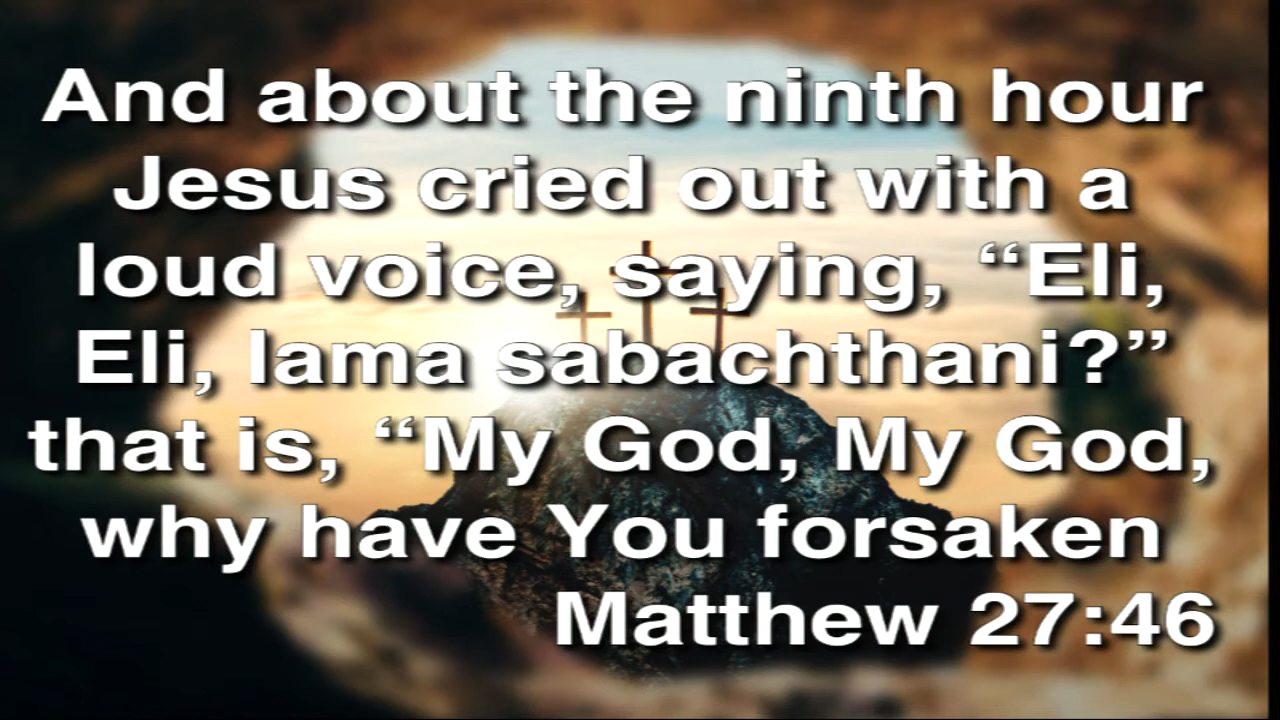 And about the ninth hour
Jesus cried out with a
loud voice, saying, “Eli,
Eli, lama sabachthani?”
that is, “My God, My God,
why have You forsaken
Matthew 27:46